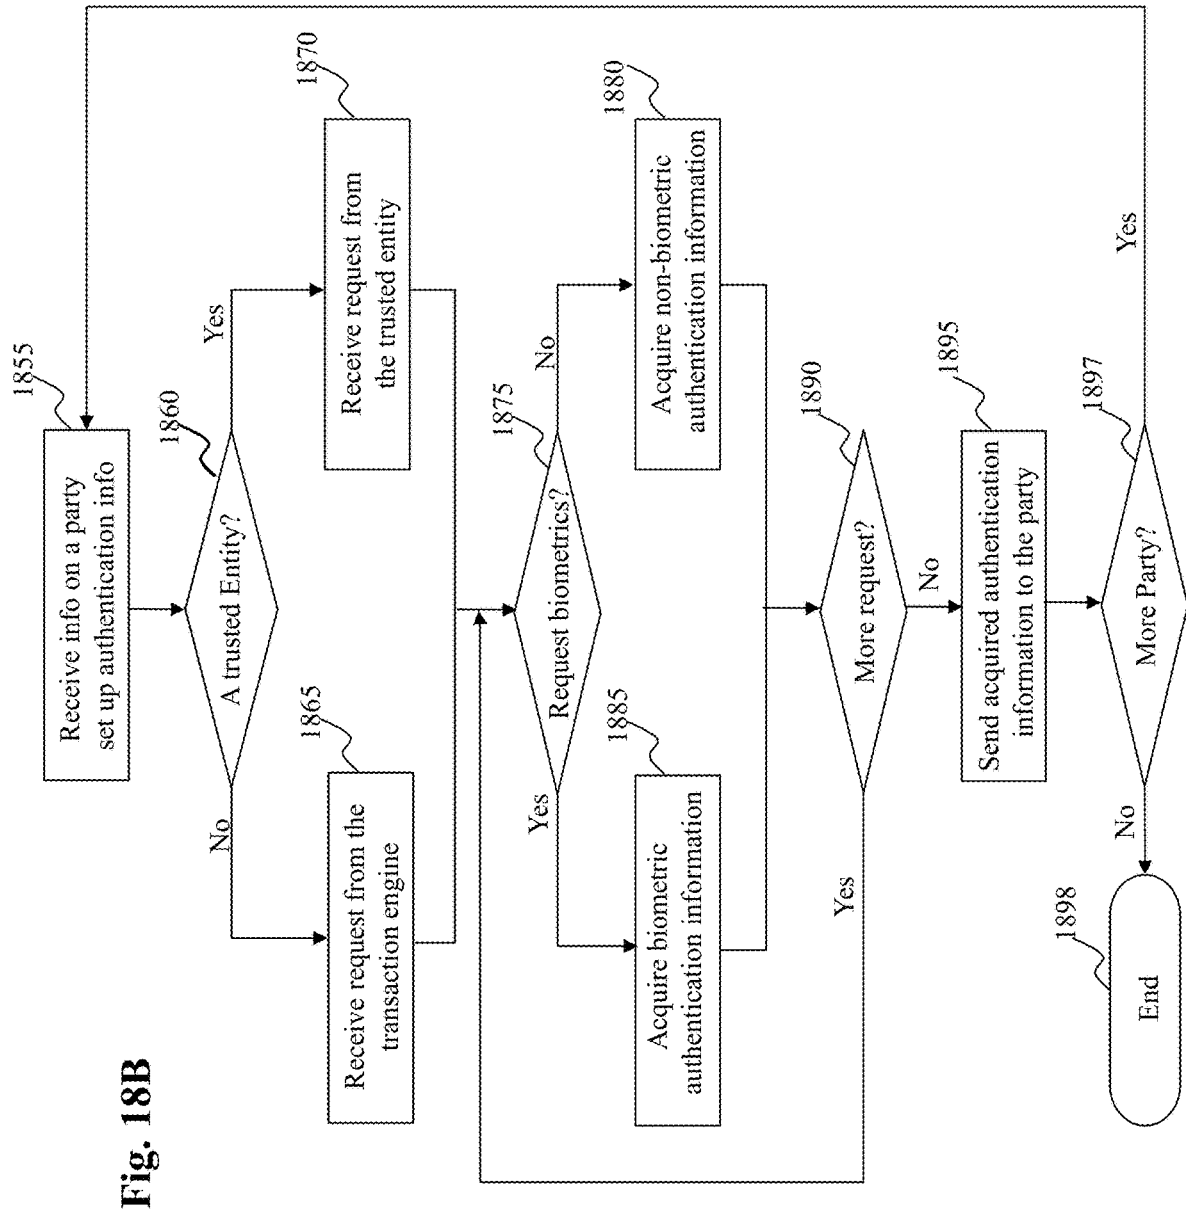 Fig. 18B
1855
Receive info on a party
set up authentication info
1860
A trusted Entity?
No
Yes
1865
Receive request from the
transaction engine
1870
Receive request from
the trusted entity
1875
Request biometrics?
Yes
No
1885
Acquire biometric
authentication information
1880
Acquire non-biometric
authentication information
1890
More request?
Yes
No
1895
Send acquired authentication
information to the party
1897
More Party?
No
Yes
1898
End